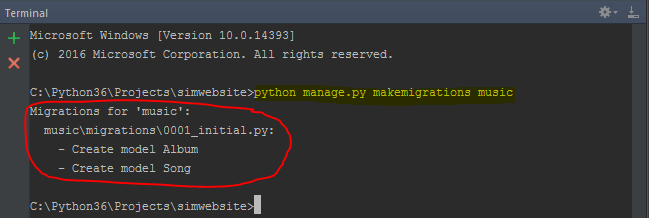 Terminal
Microsoft Windows [Version 10.0.14393]
(c) 2016 Microsoft Corporation. All rights reserved.
C:\Python36\Projects\simwebsite>python manage.py makemigrations music
Migrations for 'music':
music\migrations\0001_initial.py:
- Create model Album
- Create model Song
C:\Python36\Projects\simwebsite>